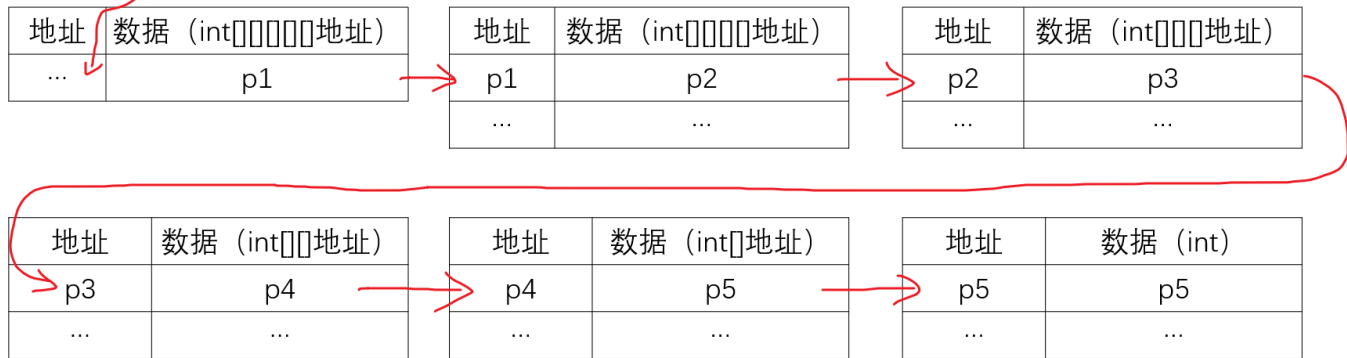 地址 数据（int[][][][][]地址） 地址 数据（int[][][][]地址） 地址 数据（int[][][]地址）
... p1 p1 p2 p2 p3
... ... ... ...
地址 数据（int[][]地址） 地址 数据（int[]地址） 地址 数据（int）
p3 p4 p4 p5 p5 p5
... ... ... ... ... ...